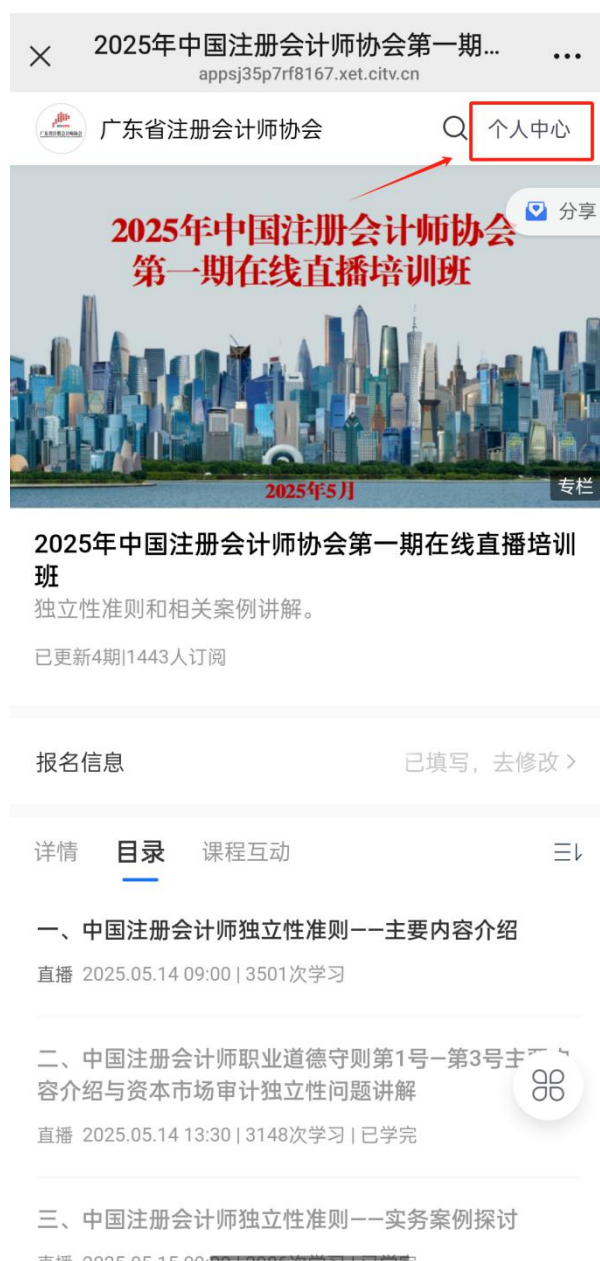 2025年中国注册会计师协会第一期...
appsj35p7rf8167.xet.citv.cn
广东省注册会计师协会
个人中心
分享
2025年中国注册会计师协会
第一期在线直播培训班
2025年5月
专栏
2025年中国注册会计师协会第一期在线直播培训
班
独立性准则和相关案例讲解。
已更新4期|1443人订阅
报名信息
已填写，去修改
详情 目录 课程互动
一、中国注册会计师独立性准则——主要内容介绍
直播 2025.05.14 09:00 | 3501次学习
二、中国注册会计师职业道德守则第1号—第3号主要内
容介绍与资本市场审计独立性问题讲解
直播 2025.05.14 13:30 | 3148次学习 | 已学完
三、中国注册会计师独立性准则——实务案例探讨